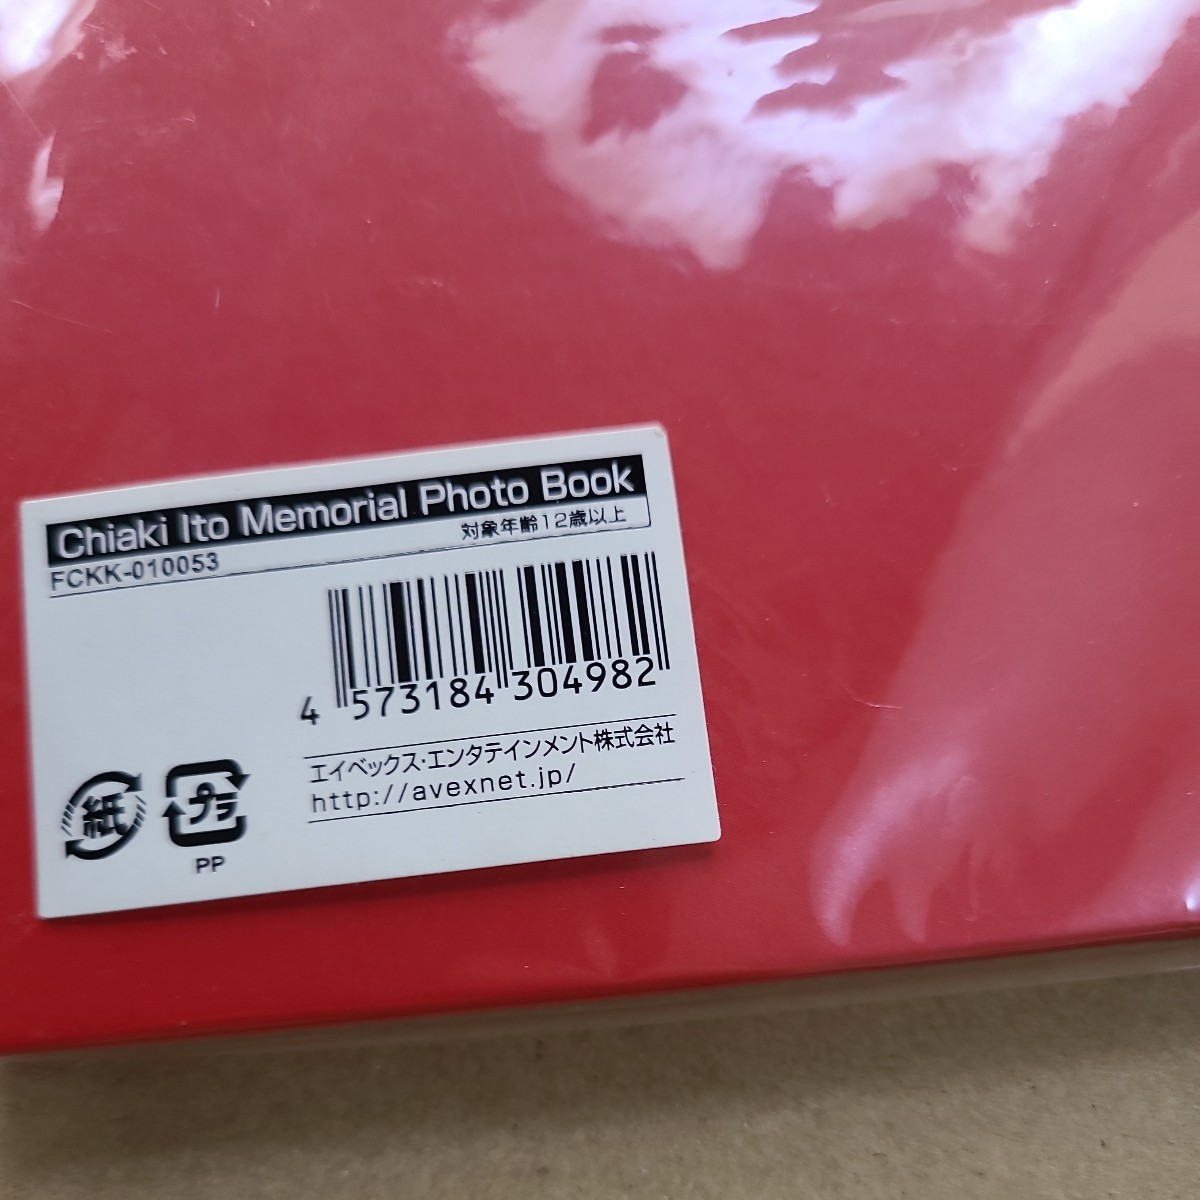 Chiaki Ito Memorial Photo Book
対象年齢12歳以上
FCKK-010053
4 573184 304982
エイベックス・エンタテインメント株式会社
http://avexnet.jp/
紙
プラ
PP